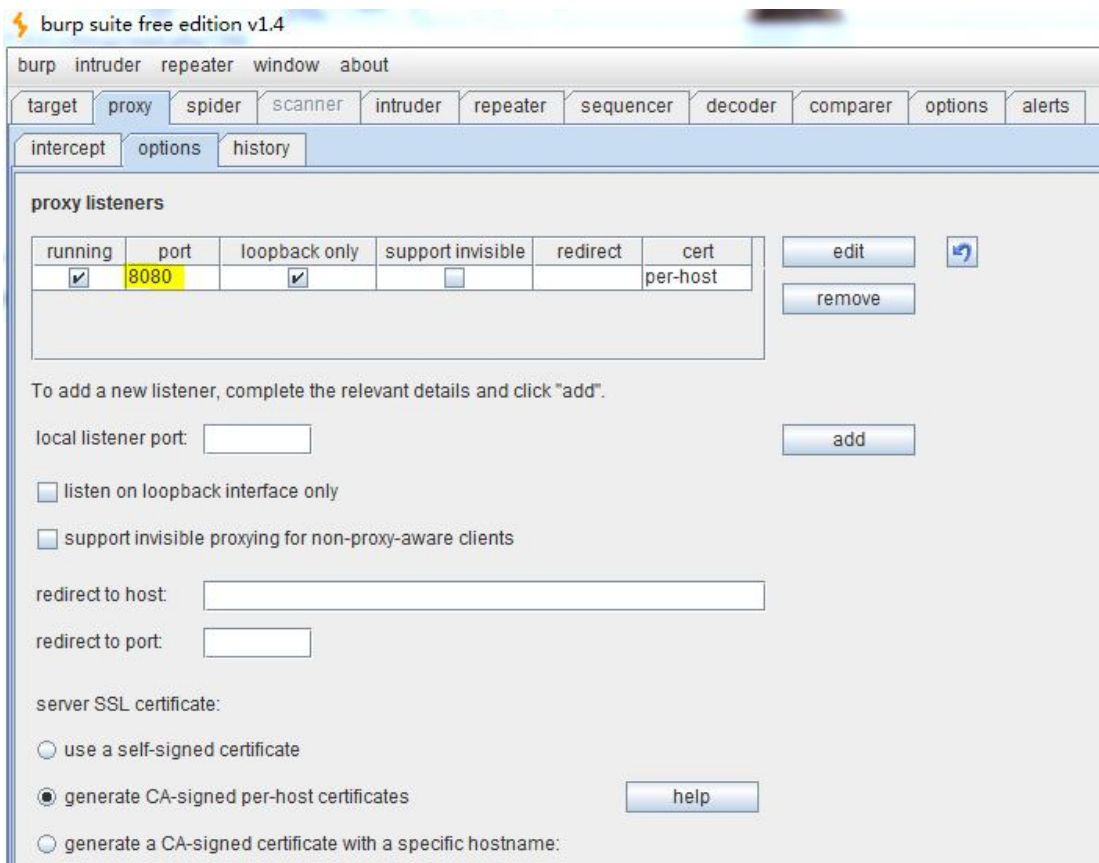 burp suite free edition v1.4
burp intruder repeater window about
target proxy spider scanner intruder repeater sequencer decoder comparer options alerts
intercept options history
proxy listeners
running port loopback only support invisible redirect cert
8080 per-host
edit
remove
To add a new listener, complete the relevant details and click "add".
local listener port:
add
listen on loopback interface only
support invisible proxying for non-proxy-aware clients
redirect to host:
redirect to port:
server SSL certificate:
use a self-signed certificate
generate CA-signed per-host certificates
help
generate a CA-signed certificate with a specific hostname: